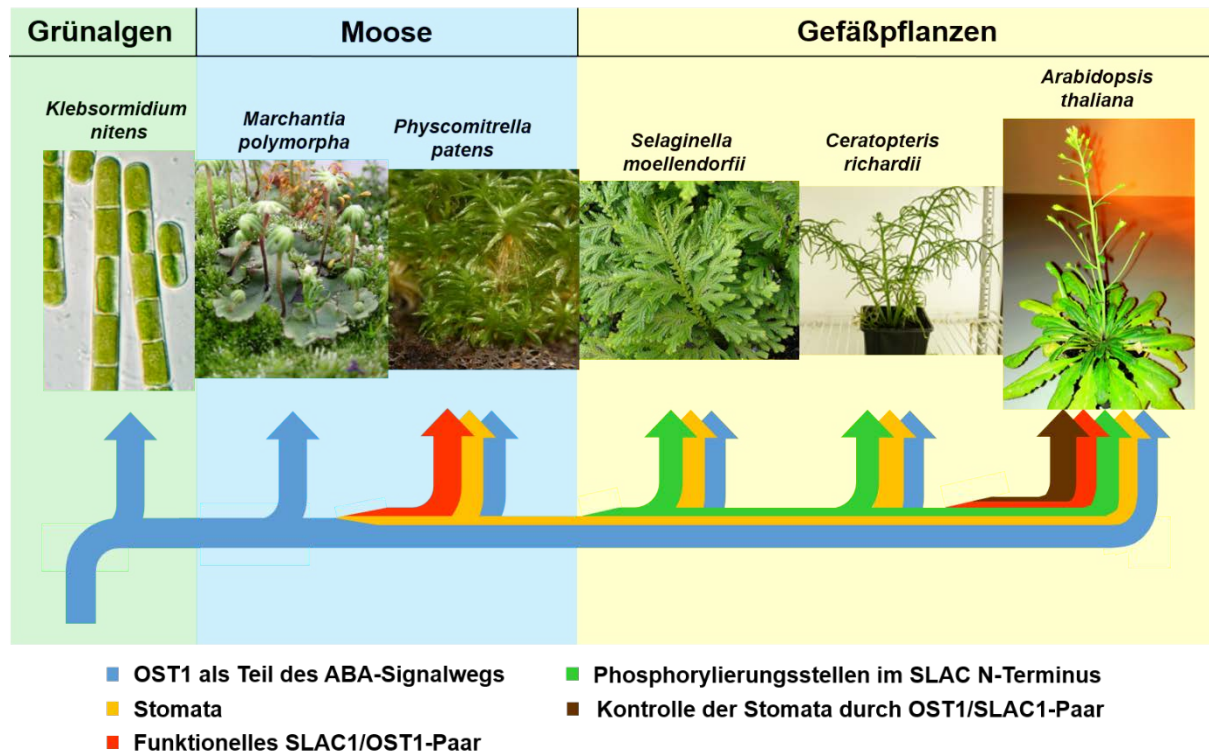 Grünalgen
Moose
Gefäßpflanzen
Klebsormidium
nitens
Marchantia
polymorpha
Physcomitrella
patens
Selaginella
moellendorfii
Ceratopteris
richardii
Arabidopsis
thaliana
OST1 als Teil des ABA-Signalwegs
Stomata
Funktionelles SLAC1/OST1-Paar
Phosphorylierungsstellen im SLAC N-Terminus
Kontrolle der Stomata durch OST1/SLAC1-Paar